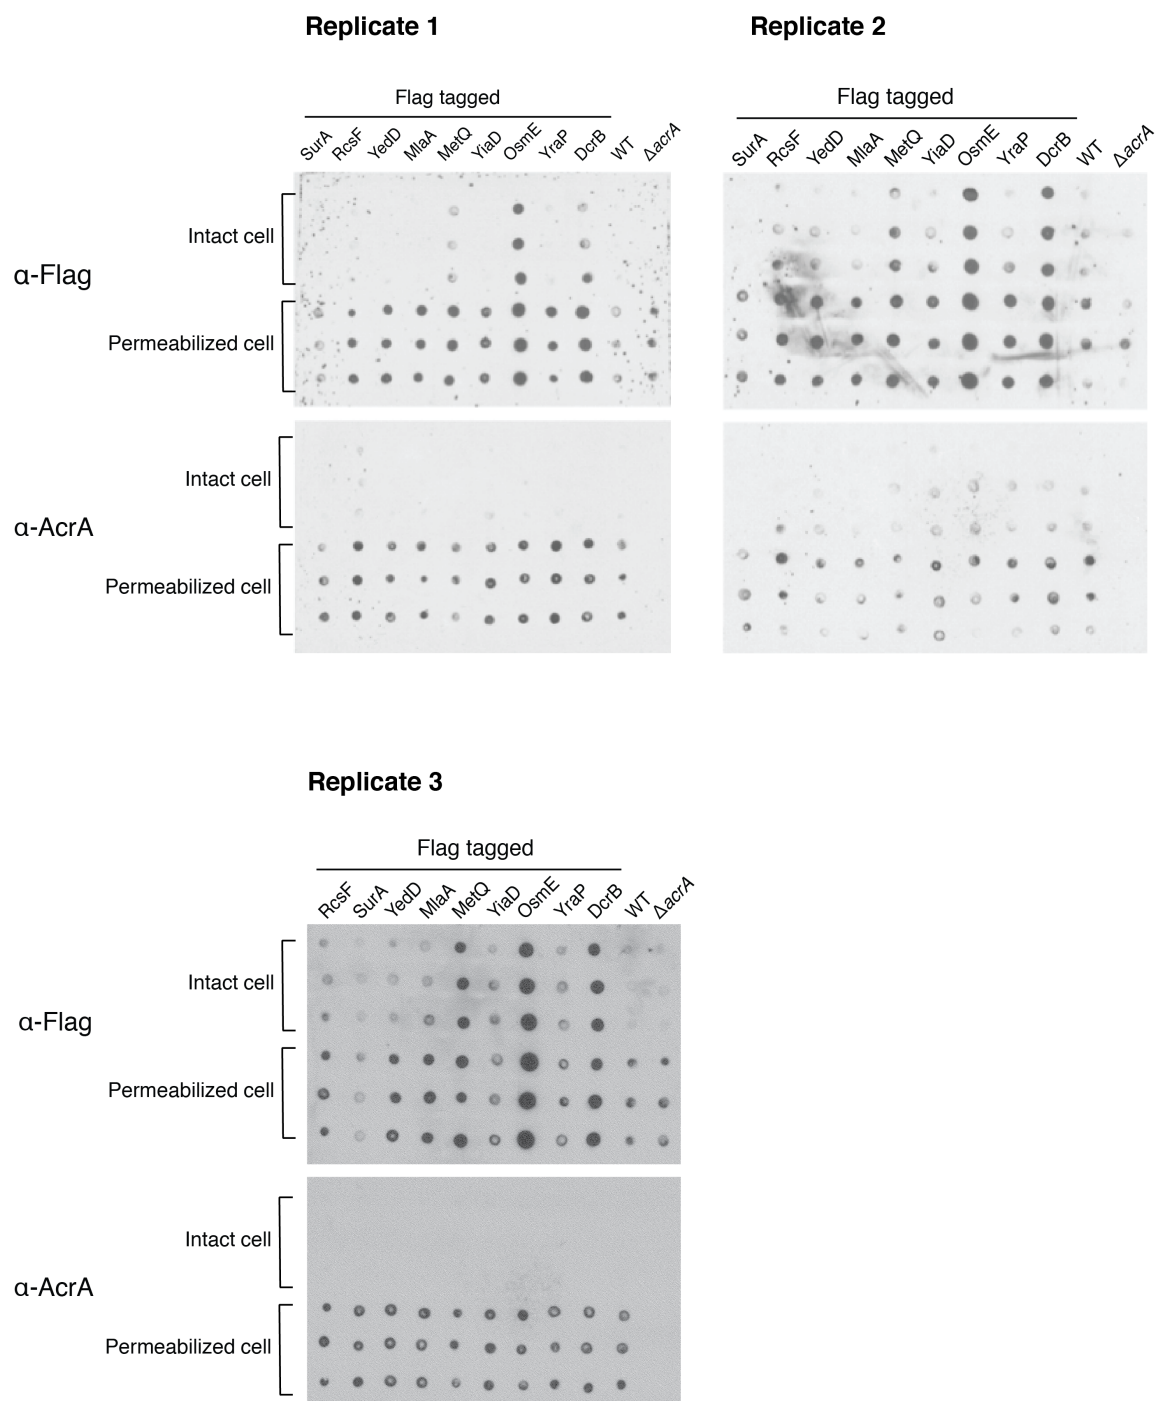 Replicate 1
Flag tagged
SurA RcsF YedD MlaA MetQ YiaD OsmE YraP DcrB WT ΔacrA
Intact cell
α-Flag
Permeabilized cell
Intact cell
α-AcrA
Permeabilized cell
Replicate 2
Flag tagged
SurA RcsF YedD MlaA MetQ YiaD OsmE YraP DcrB WT ΔacrA
Replicate 3
Flag tagged
RcsF SurA YedD MlaA MetQ YiaD OsmE YraP DcrB WT ΔacrA
Intact cell
α-Flag
Permeabilized cell
Intact cell
α-AcrA
Permeabilized cell